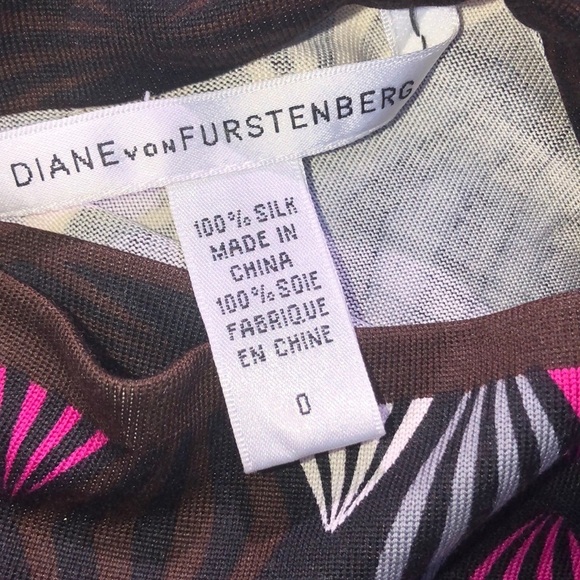 DIANE VON FURSTENBERG
100% SILK
MADE IN
CHINA
100% SOIE
FABRIQUE
EN CHINE
0